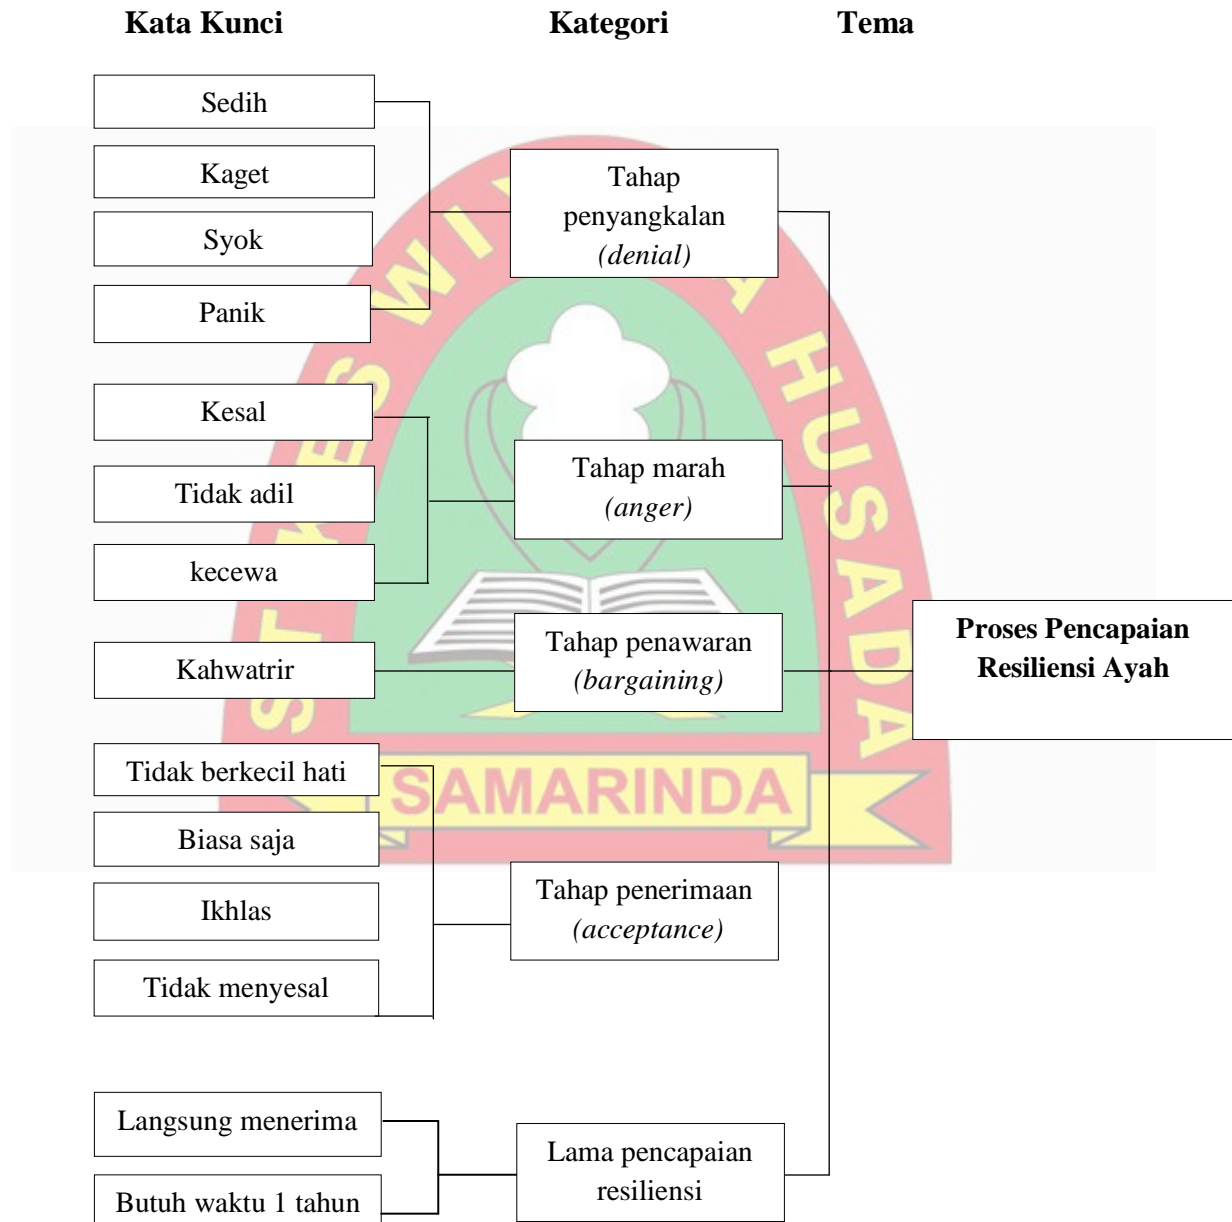 Kata Kunci
Kategori
Tema
Sedih
Kaget
Syok
Panik
Tahap
penyangkalan
(denial)
Kesal
Tidak adil
kecewa
Tahap marah
(anger)
Kahwatrir
Tahap penawaran
(bargaining)
Proses Pencapaian
Resiliensi Ayah
Tidak berkecil hati
Biasa saja
Ikhlas
Tidak menyesal
Tahap penerimaan
(acceptance)
Langsung menerima
Butuh waktu 1 tahun
Lama pencapaian
resiliensi
HUSADA
SAMARINDA